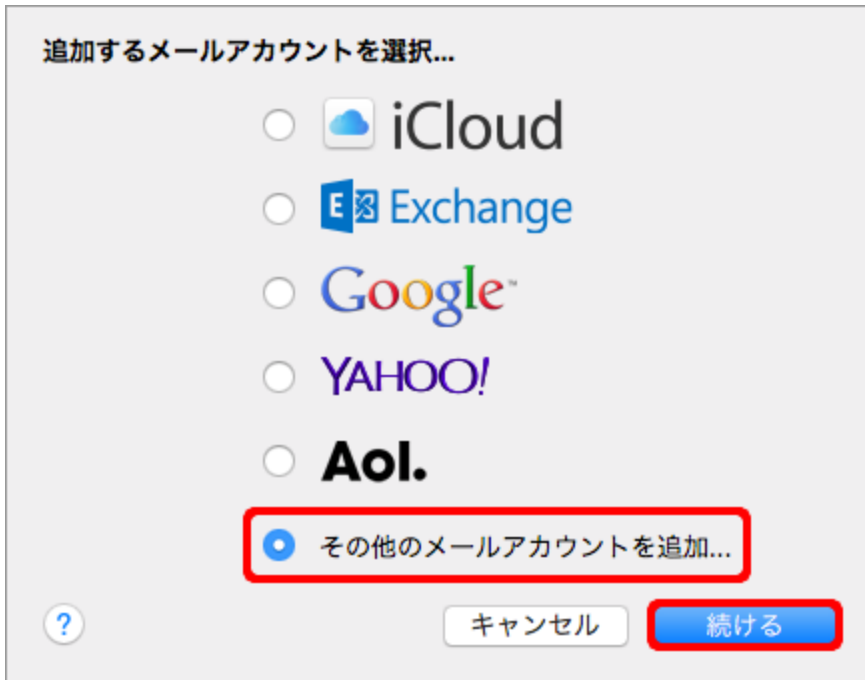 追加するメールアカウントを選択...
iCloud
E Exchange
Google™
YAHOO!
Aol.
その他のメールアカウントを追加...
? キャンセル 続ける